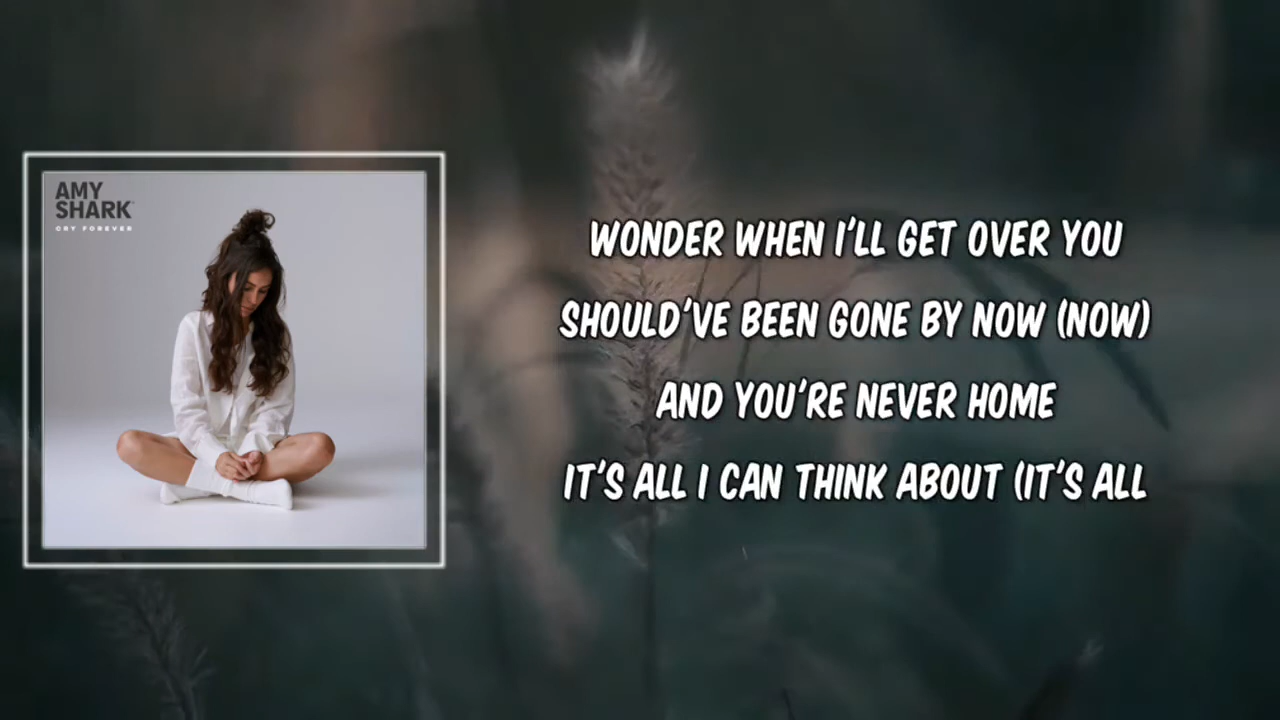 AMY
SHARK
CRY FOREVER
WONDER WHEN I'LL GET OVER YOU
SHOULD'VE BEEN GONE BY NOW (NOW)
AND YOU'RE NEVER HOME
IT'S ALL I CAN THINK ABOUT (IT'S ALL